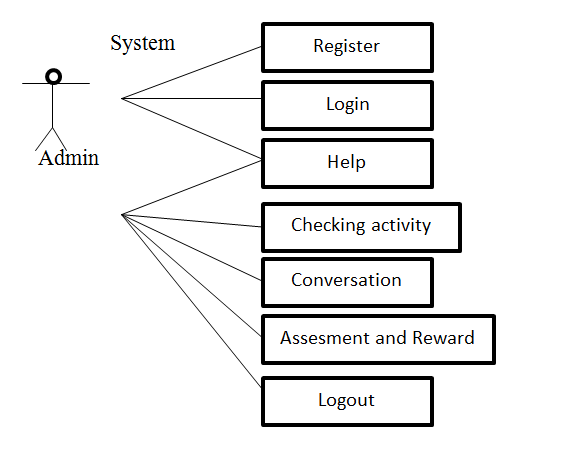 System
Register
Login
Admin
Help
Checking activity
Conversation
Assesment and Reward
Logout